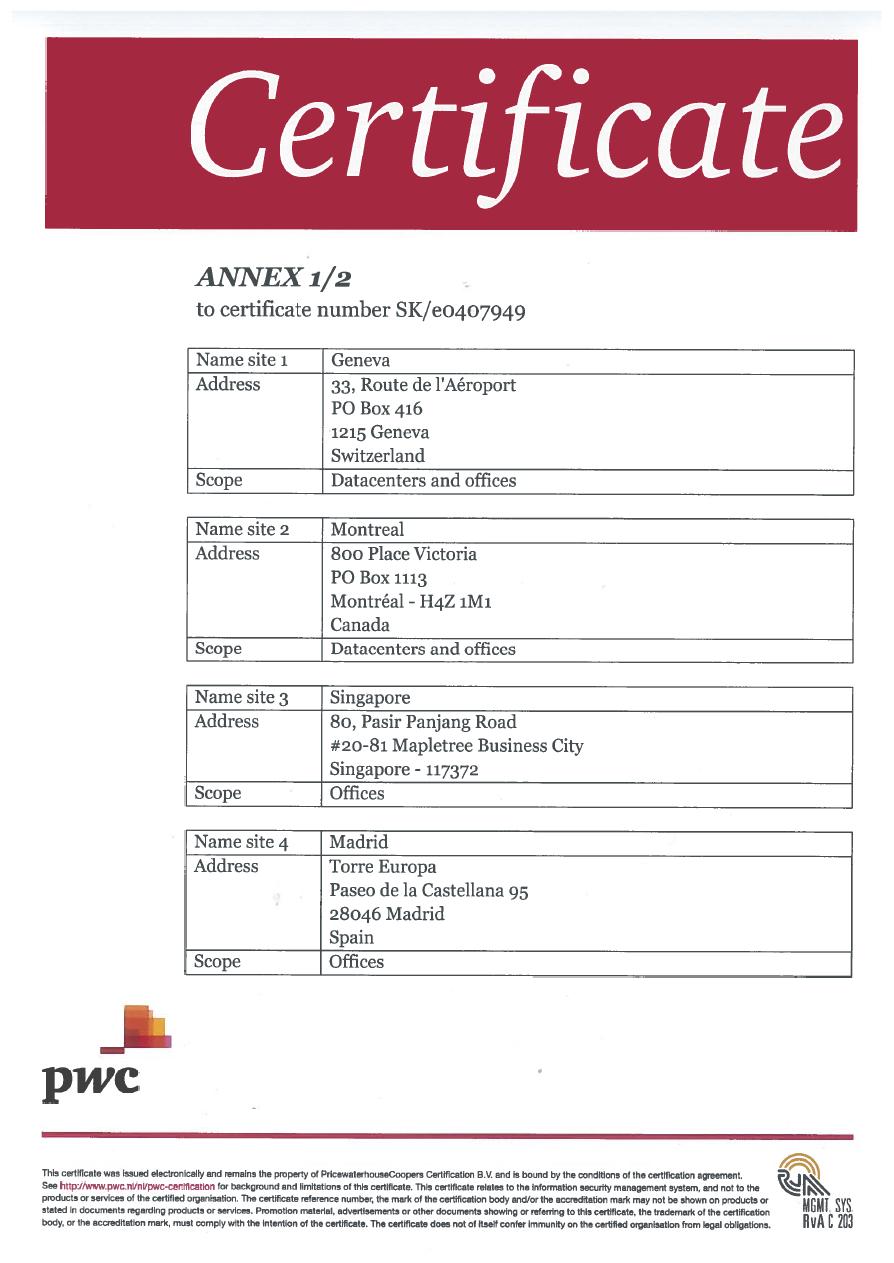 Certificate
ANNEX 1/2
to certificate number SK/e0407949
Name site 1 Geneva
Address 33, Route de l'Aéroport
PO Box 416
1215 Geneva
Switzerland
Scope Datacenters and offices
Name site 2 Montreal
Address 800 Place Victoria
PO Box 1113
Montréal - H4Z 1M1
Canada
Scope Datacenters and offices
Name site 3 Singapore
Address 80, Pasir Panjang Road
#20-81 Mapletree Business City
Singapore - 117372
Scope Offices
Name site 4 Madrid
Address Torre Europa
Paseo de la Castellana 95
28046 Madrid
Spain
Scope Offices
pwc
This certificate was issued electronically and remains the property of PricewaterhouseCoopers Certification B.V. and is bound by the conditions of the certification agreement.
See http://www.pwc.nl/nl/pwc-certification for background and limitations of this certificate. This certificate relates to the information security management system, and not to the
products or services of the certified organisation. The certificate reference number, the mark of the certification body and/or the accreditation mark may not be shown on products or
stated in documents regarding products or services. Promotion material, advertisements or other documents showing or referring to this certificate, the trademark of the certification
body, or the accreditation mark, must comply with the intention of the certificate. The certificate does not of itself confer immunity on the certified organisation from legal obligations.
MGMT. SYS.
RvA C 203